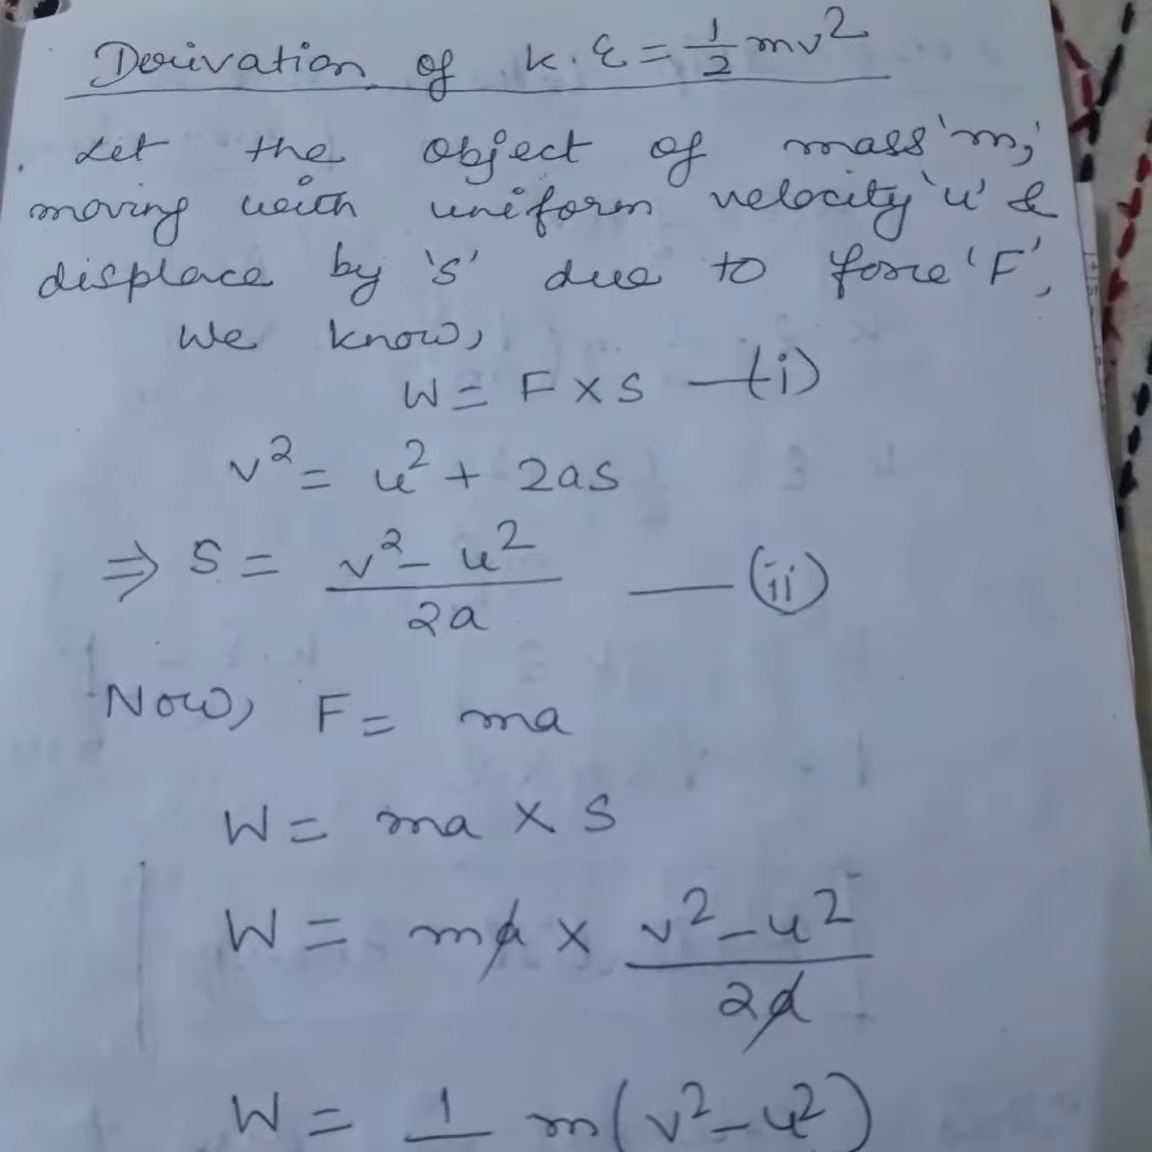 Derivation of K.E = 1/2 mv²
Let the object of mass 'm',
moving with uniform velocity 'u' &
displace by 'S' due to force 'F',
We know,
W = F × S —(i)
v² = u² + 2as
⇒ S = (v² - u²)/2a —(ii)
Now, F = ma
W = ma × S
W = ma × (v² - u²)/2a
W = 1 m(v² - u²)